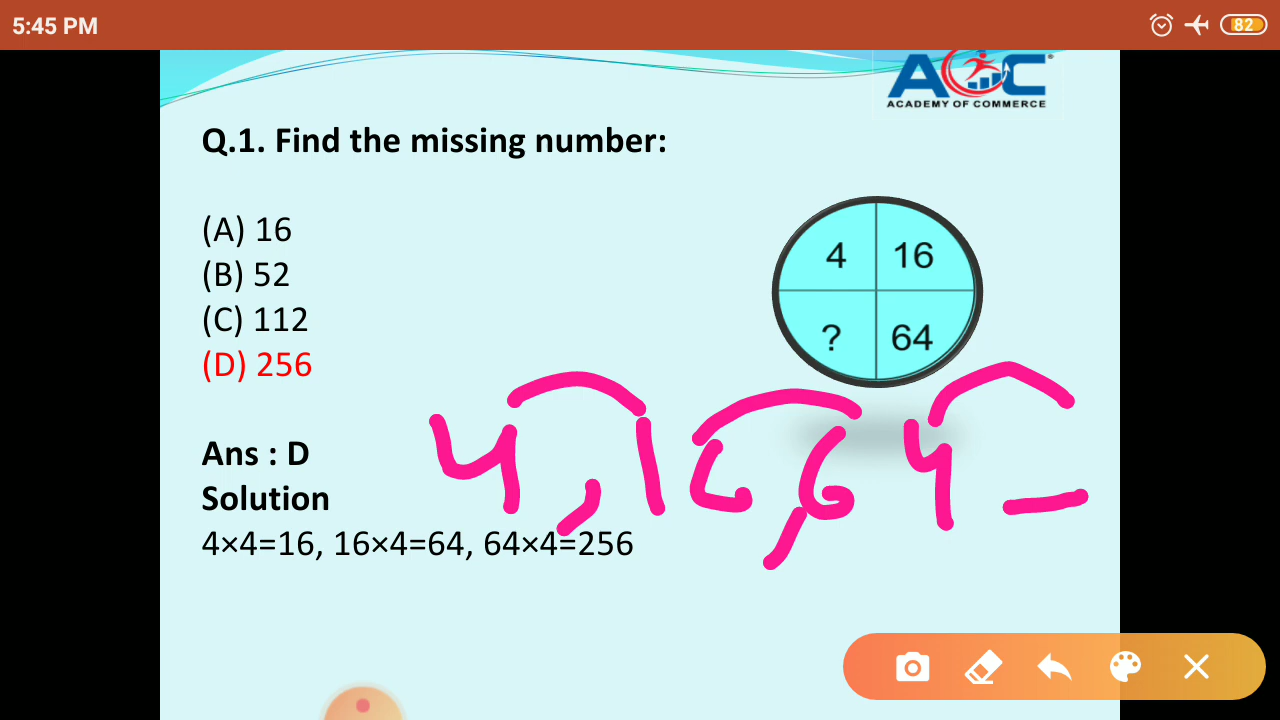 5:45 PM
82
AOC
ACADEMY OF COMMERCE
Q.1. Find the missing number:
(A) 16
(B) 52
(C) 112
(D) 256
4 16
? 64
4, 16, 64 _
Ans : D
Solution
4×4=16, 16×4=64, 64×4=256